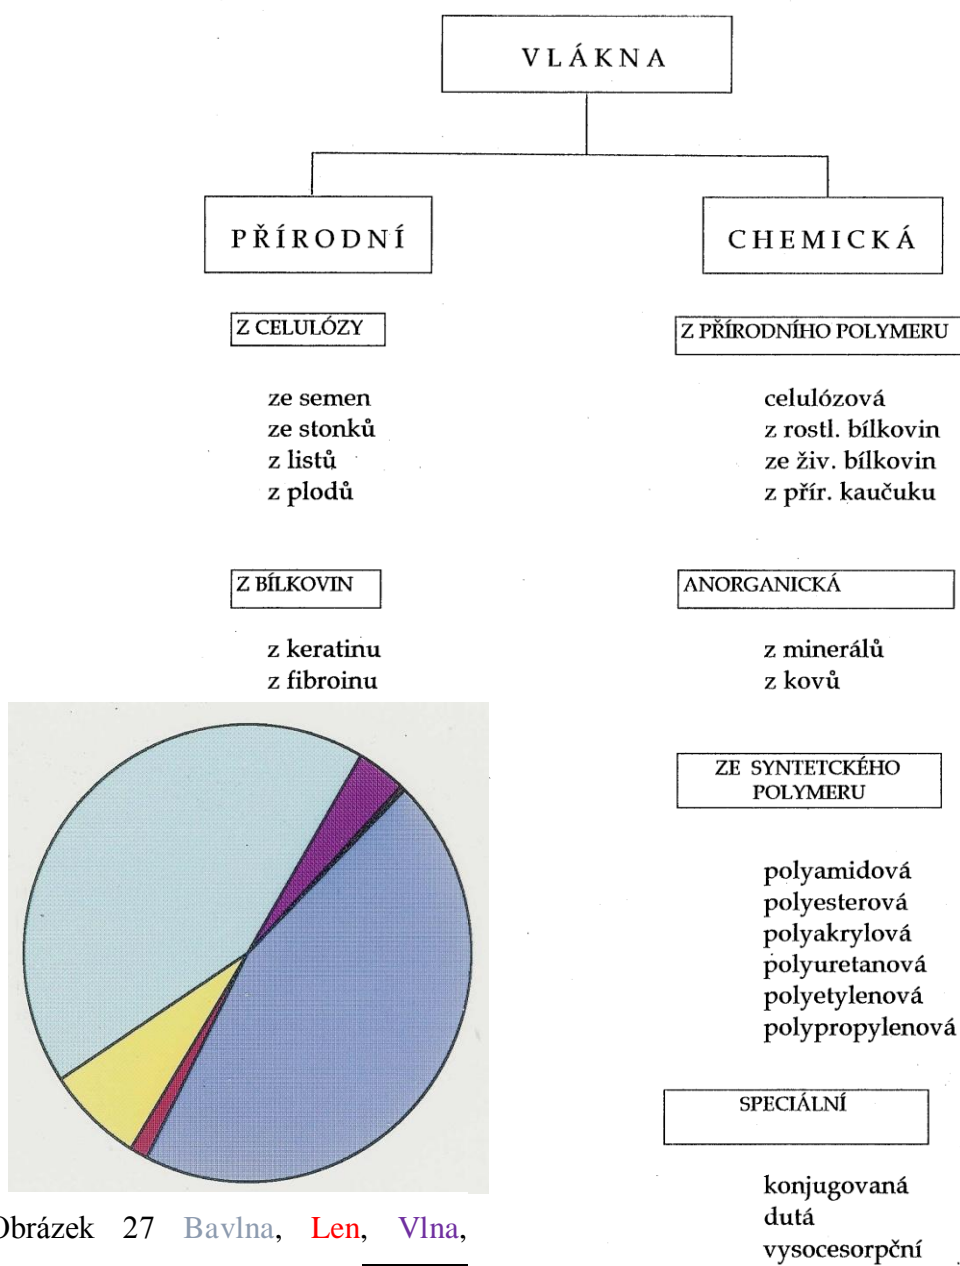 VLÁKNA
PŘÍRODNÍ
CHEMICKÁ
Z CELULÓZY
ze semen
ze stonků
z listů
z plodů
Z BÍLKOVIN
z keratinu
z fibroinu
Z PŘÍRODNÍHO POLYMERU
celulózová
z rostl. bílkovin
ze živ. bílkovin
z přír. kaučuku
ANORGANICKÁ
z minerálů
z kovů
ZE SYNTETCKÉHO
POLYMERU
polyamidová
polyesterová
polyakrylová
polyuretanová
polyetylenová
polypropylenová
SPECIÁLNÍ
konjugovaná
dutá
vysocesorpční
Obrázek 27 Bavlna, Len, Vlna,